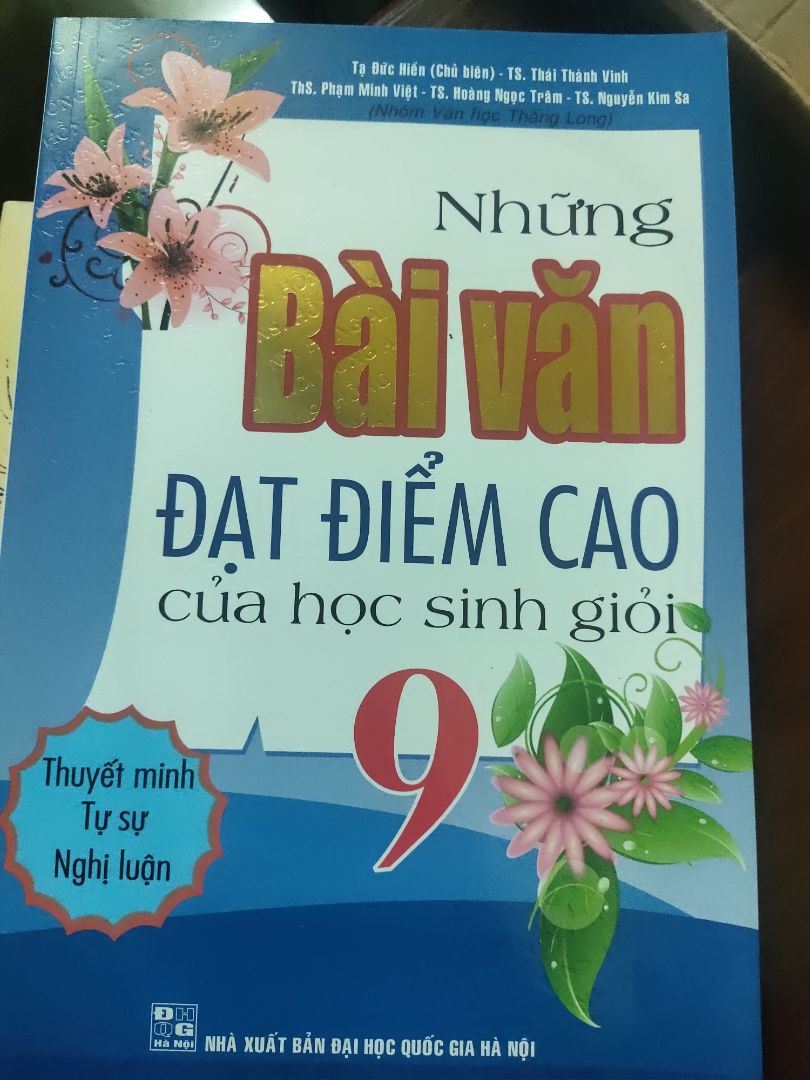 Tạ Đức Hiền (Chủ biên) - TS. Thái Thành Vinh
ThS. Phạm Minh Việt - TS. Hoàng Ngọc Trâm - TS. Nguyễn Kim Sa
(Nhóm Văn học Thăng Long)
Những
Bài văn
ĐẠT ĐIỂM CAO
của học sinh giỏi
9
Thuyết minh
Tự sự
Nghị luận
ĐH
QG
Hà Nội
NHÀ XUẤT BẢN ĐẠI HỌC QUỐC GIA HÀ NỘI